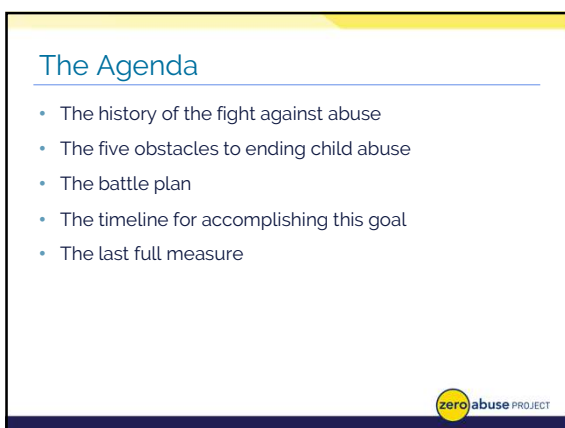 The Agenda
• The history of the fight against abuse
• The five obstacles to ending child abuse
• The battle plan
• The timeline for accomplishing this goal
• The last full measure
zero abuse PROJECT